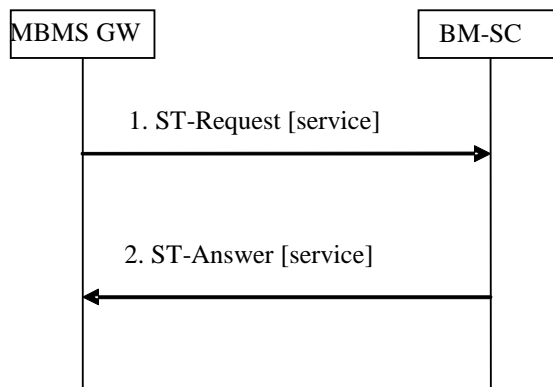 MBMS GW
BM-SC
1. ST-Request [service]
2. ST-Answer [service]